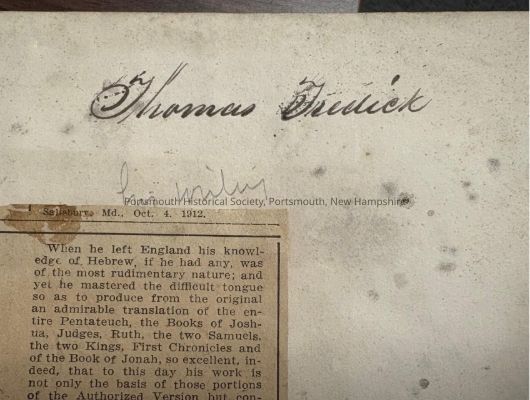 Thomas Fredick
his writing
Portsmouth Historical Society, Portsmouth, New Hampshire
Salisbury, Md., Oct. 4, 1912.
When he left England his knowl-
edge of Hebrew, if he had any, was
of the most rudimentary nature; and
yet he mastered the difficult tongue
so as to produce from the original
an admirable translation of the en-
tire Pentateuch, the Books of Josh-
ua, Judges, Ruth, the two Samuels,
the two Kings, First Chronicles and
of the Book of Jonah, so excellent, in-
deed, that to this day his work is
not only the basis of those portions
of the Authorized Version but con-